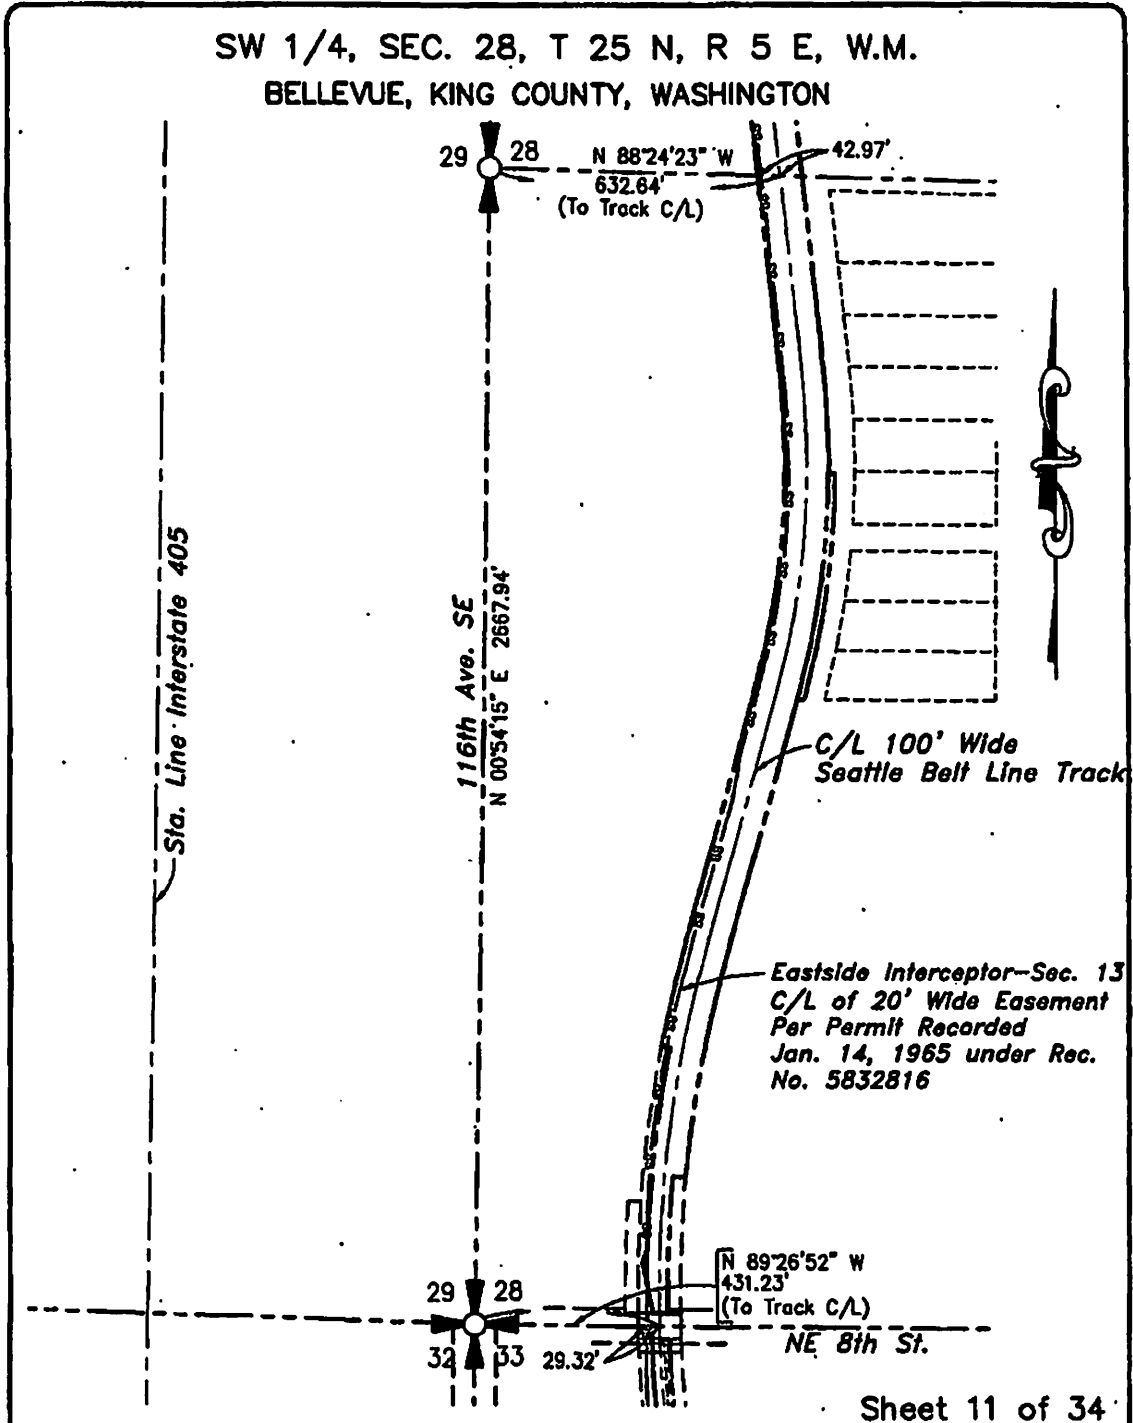 SW 1/4, SEC. 28, T 25 N, R 5 E, W.M.
BELLEVUE, KING COUNTY, WASHINGTON
29 28
N 88°24'23" W
632.64'
(To Track C/L)
42.97'
Sta. Line Interstate 405
116th Ave. SE
N 00°54'15" E 2667.94'
C/L 100' Wide
Seattle Belt Line Track
Eastside Interceptor-Sec. 13
C/L of 20' Wide Easement
Per Permit Recorded
Jan. 14, 1965 under Rec.
No. 5832816
29 28
N 89°26'52" W
431.23'
(To Track C/L)
32 33
29.32'
NE 8th St.
Sheet 11 of 34